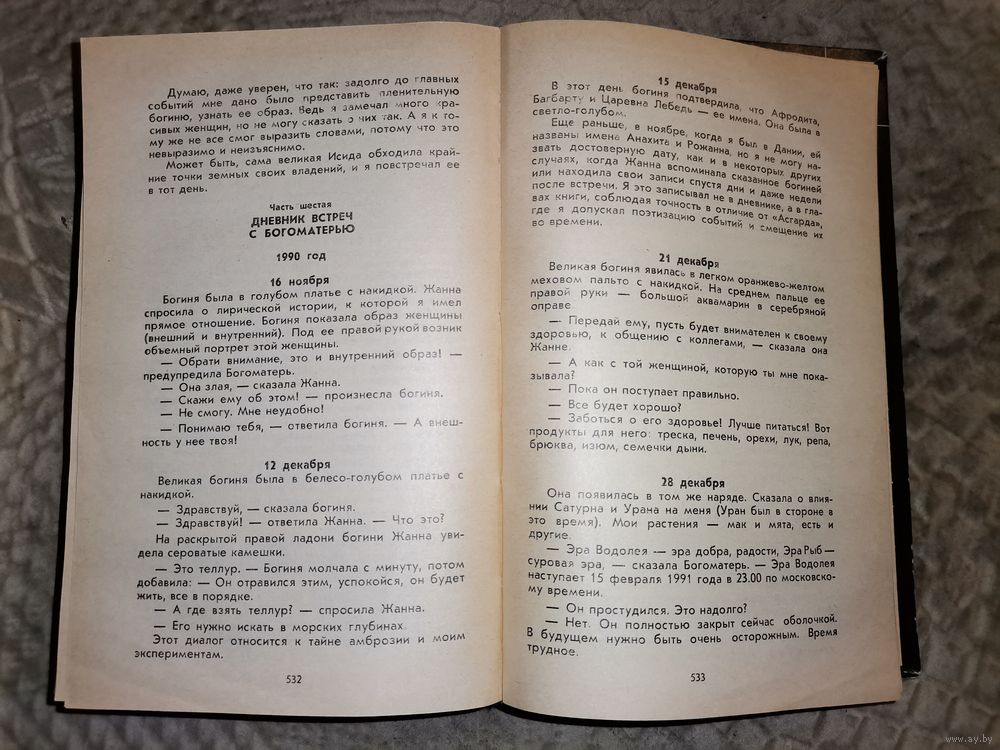 Думаю, даже уверен, что так: задолго до главных
событий мне дано было представить пленительную
богиню, узнать ее образ. Ведь я замечал много кра-
сивых женщин, но не могу сказать о них так. А я к то-
му же не все смог выразить словами, потому что это
невыразимо и неизъяснимо.
Может быть, сама великая Исида обходила край-
ние точки земных своих владений, и я повстречал ее
в тот день.
Часть шестая
ДНЕВНИК ВСТРЕЧ
С БОГОМАТЕРЬЮ
1990 год
16 ноября
Богиня была в голубом платье с накидкой. Жанна
спросила о лирической истории, к которой я имел
прямое отношение. Богиня показала образ женщины
(внешний и внутренний). Под ее правой рукой возник
объемный портрет этой женщины.
— Обрати внимание, это и внутренний образ! —
предупредила Богоматерь.
— Она злая, — сказала Жанна.
— Скажи ему об этом! — произнесла богиня.
— Не смогу. Мне неудобно!
— Понимаю тебя, — ответила богиня. — А внеш-
ность у нее твоя!
12 декабря
Великая богиня была в белесо-голубом платье с
накидкой.
— Здравствуй, — сказала богиня.
— Здравствуй! — ответила Жанна. — Что это?
На раскрытой правой ладони богини Жанна уви-
дела сероватые камешки.
— Это теллур. — Богиня молчала с минуту, потом
добавила: — Он отравился этим, успокойся, он будет
жить, все в порядке.
— А где взять теллур? — спросила Жанна.
— Его нужно искать в морских глубинах.
Этот диалог относится к тайне амброзии и моим
экспериментам.
532
15 декабря
В этот день богиня подтвердила, что Афродита,
Багбарту и Царевна Лебедь — ее имена. Она была в
светло-голубом.
Еще раньше, в ноябре, когда я был в Дании, ей
названы имена Анахита и Рожанна, но я не могу на-
звать достоверную дату, как и в некоторых других
случаях, когда Жанна вспоминала сказанное богиней
или находила свои записи спустя дни и даже недели
после встречи. Я это записывал не в дневнике, а в гла-
вах книги, соблюдая точность в отличие от «Асгарда»,
где я допускал поэтизацию событий и смещение их
во времени.
21 декабря
Великая богиня явилась в легком оранжево-желтом
меховом пальто с накидкой. На среднем пальце ее
правой руки — большой аквамарин в серебряной
оправе.
— Передай ему, пусть будет внимателен к своему
здоровью, к общению с коллегами, — сказала она
Жанне.
— А как с той женщиной, которую ты мне пока-
зывала?
— Пока он поступает правильно.
— Все будет хорошо?
— Заботься о его здоровье! Лучше питаться! Вот
продукты для него: треска, печень, орехи, лук, репа,
брюква, изюм, семечки дыни.
28 декабря
Она появилась в том же наряде. Сказала о влия-
нии Сатурна и Урана на меня (Уран был в стороне в
это время). Мои растения — мак и мята, есть и
другие.
— Эра Водолея — эра добра, радости, Эра Рыб —
суровая эра, — сказала Богоматерь. — Эра Водолея
наступает 15 февраля 1991 года в 23.00 по московско-
му времени.
— Он простудился. Это надолго?
— Нет. Он полностью закрыт сейчас оболочкой.
В будущем нужно быть очень осторожным. Время
трудное.
533
www.ay.by